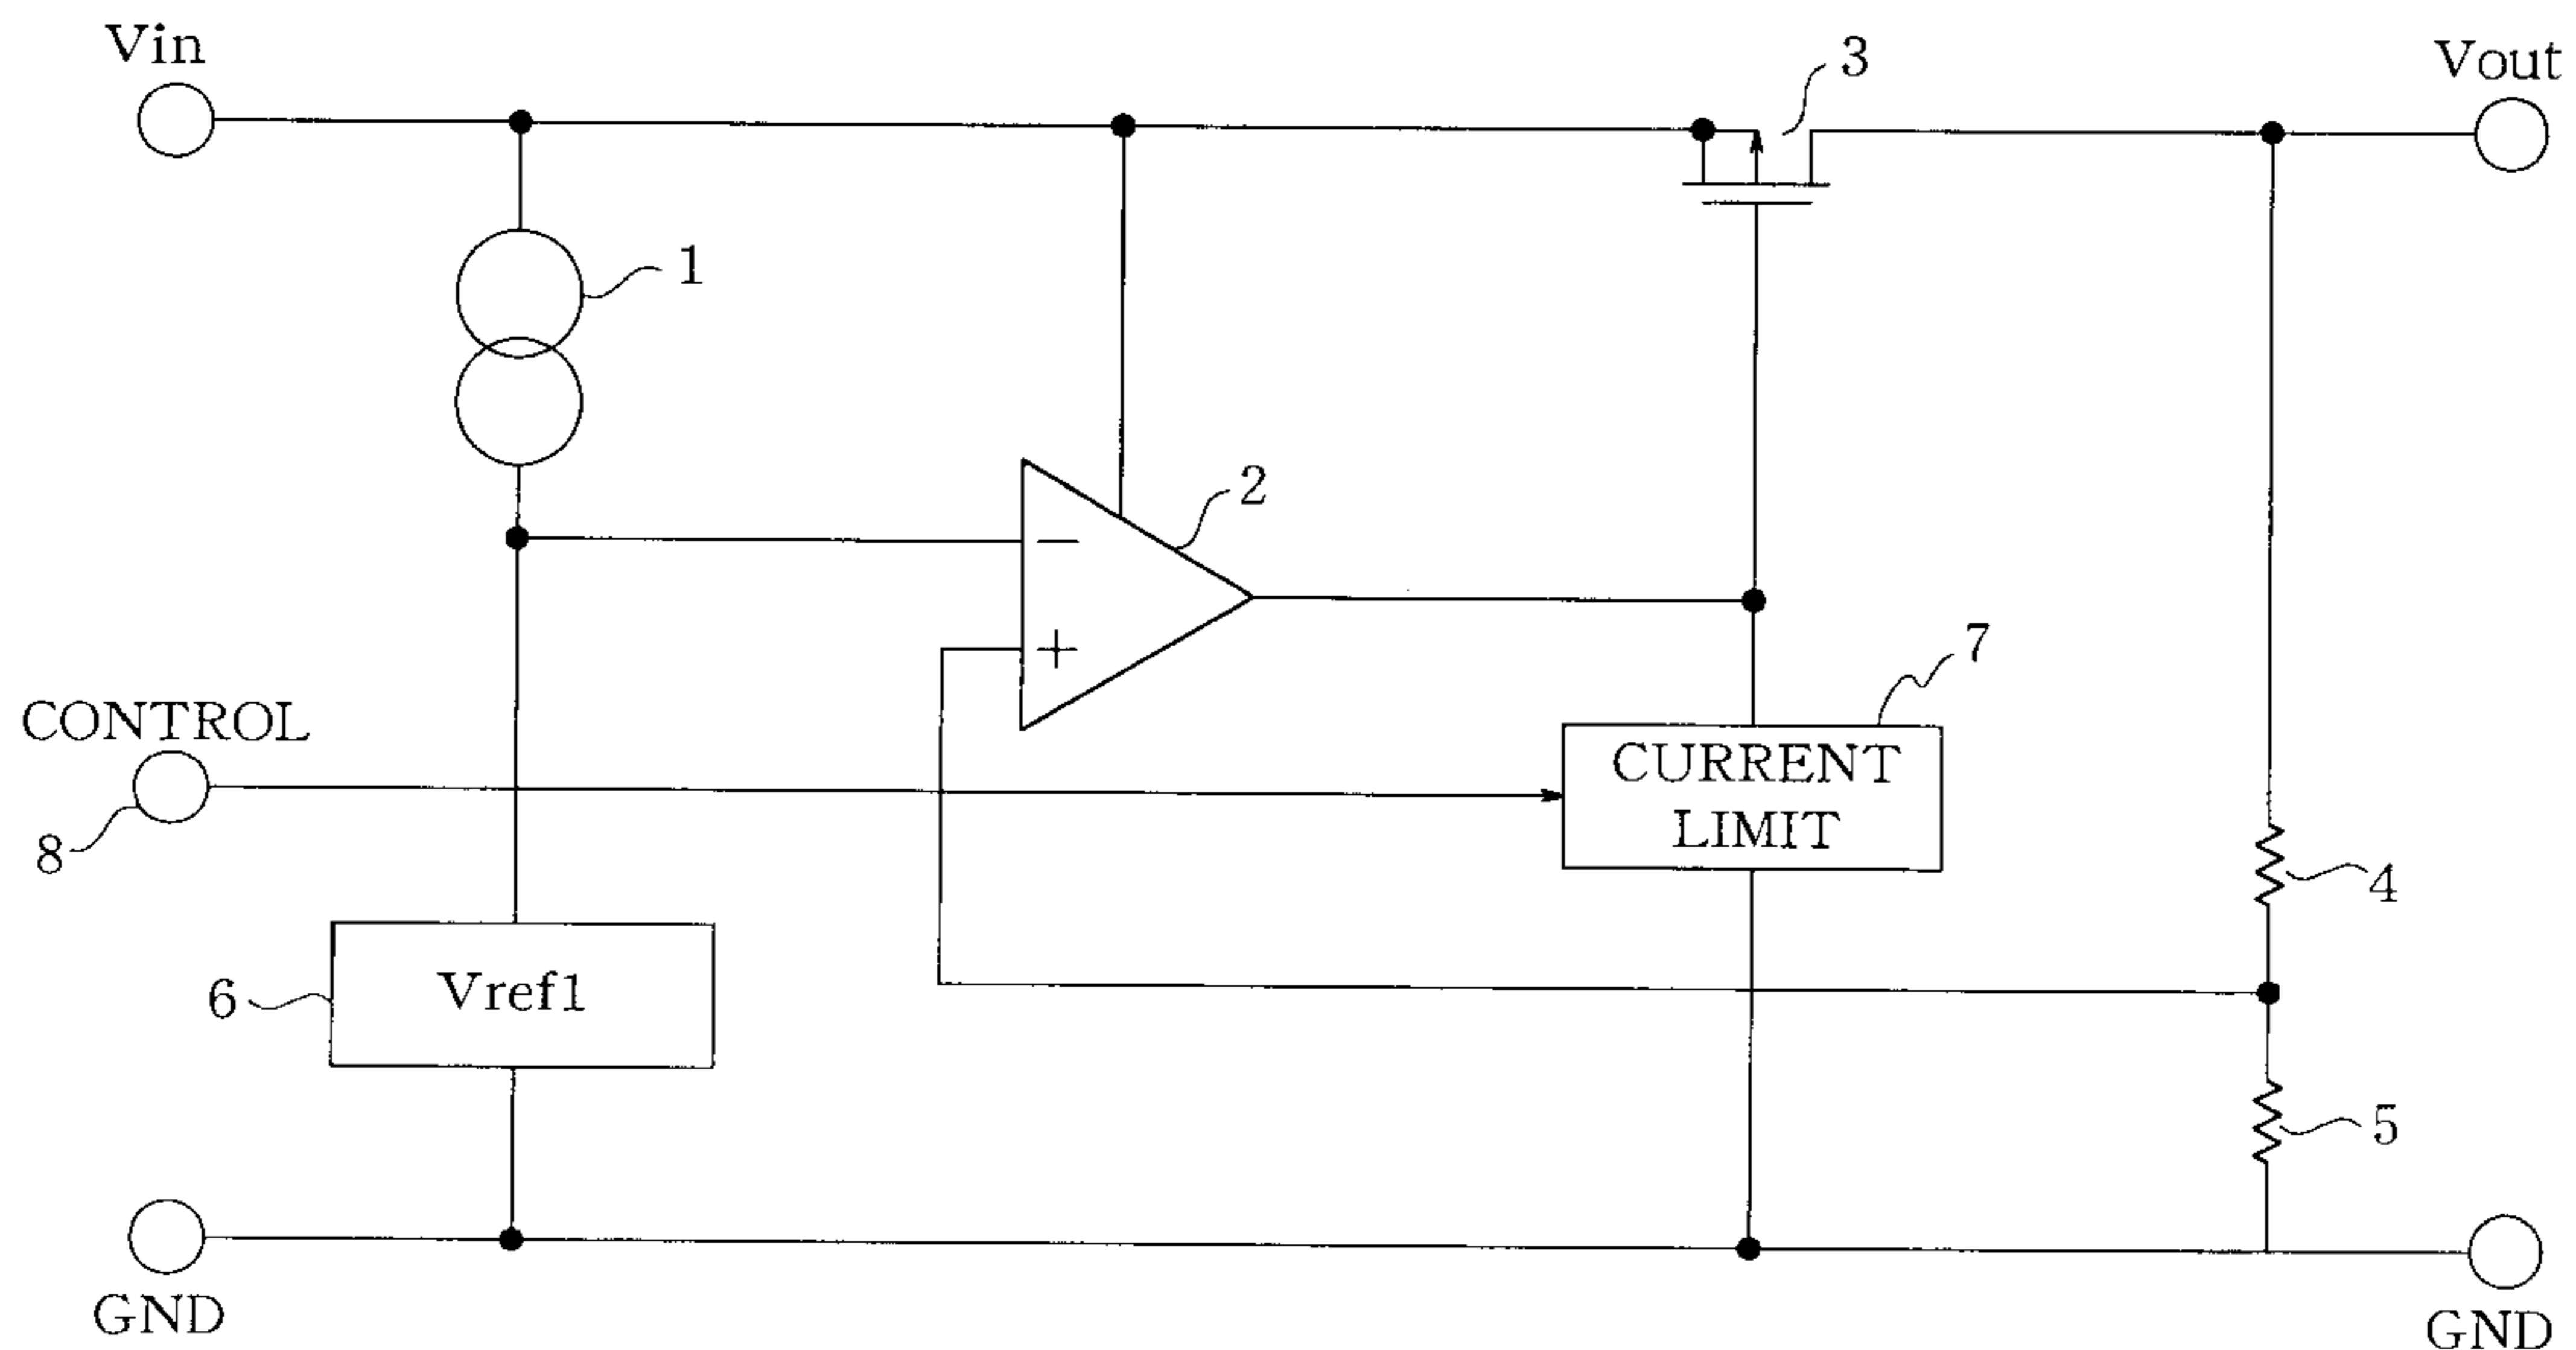 Vin
3
Vout
1
2
−
+
7
CONTROL
CURRENT
LIMIT
8
4
Vref1
6
5
GND
GND